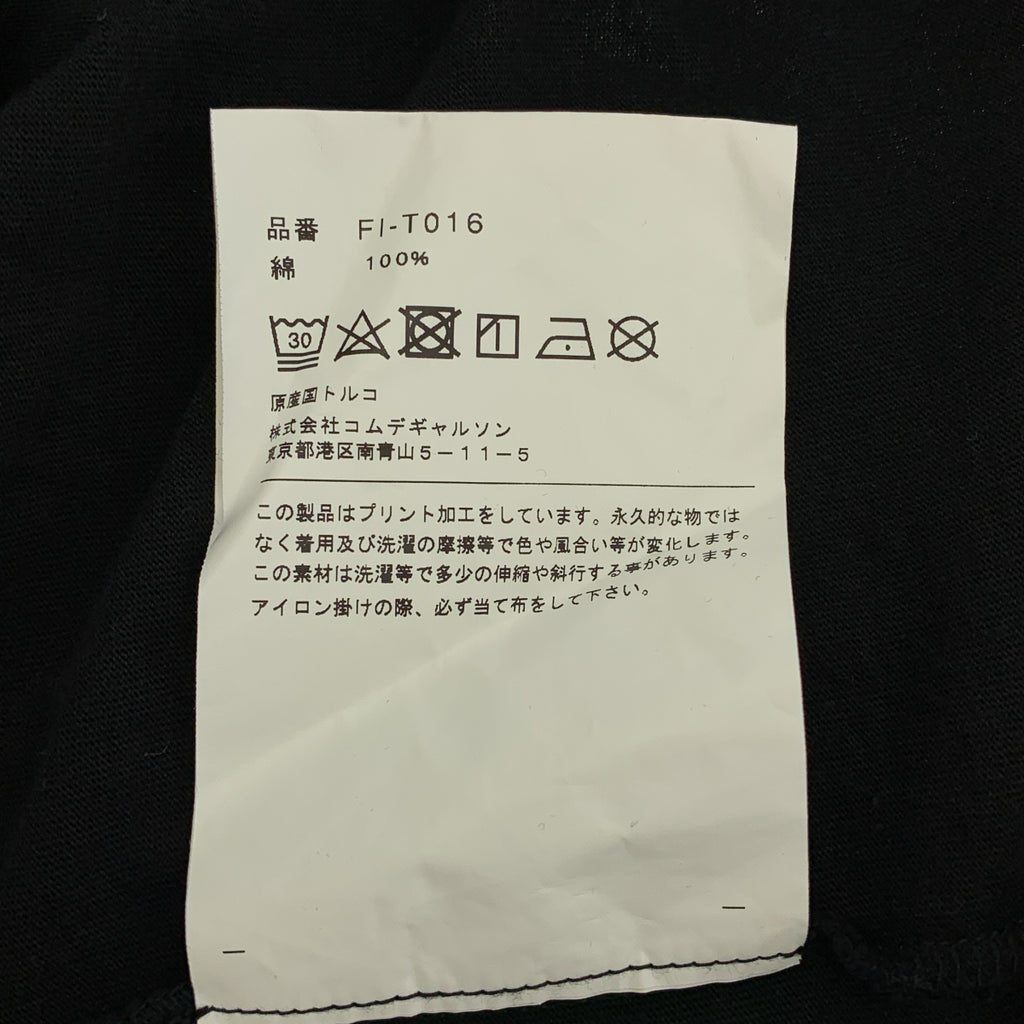 品番 FI-T016
綿 100%
30
原産国トルコ
株式会社コムデギャルソン
東京都港区南青山5-11-5
この製品はプリント加工をしています。永久的な物では
なく着用及び洗濯の摩擦等で色や風合い等が変化します。
この素材は洗濯等で多少の伸縮や斜行する事があります。
アイロン掛けの際、必ず当て布をして下さい。